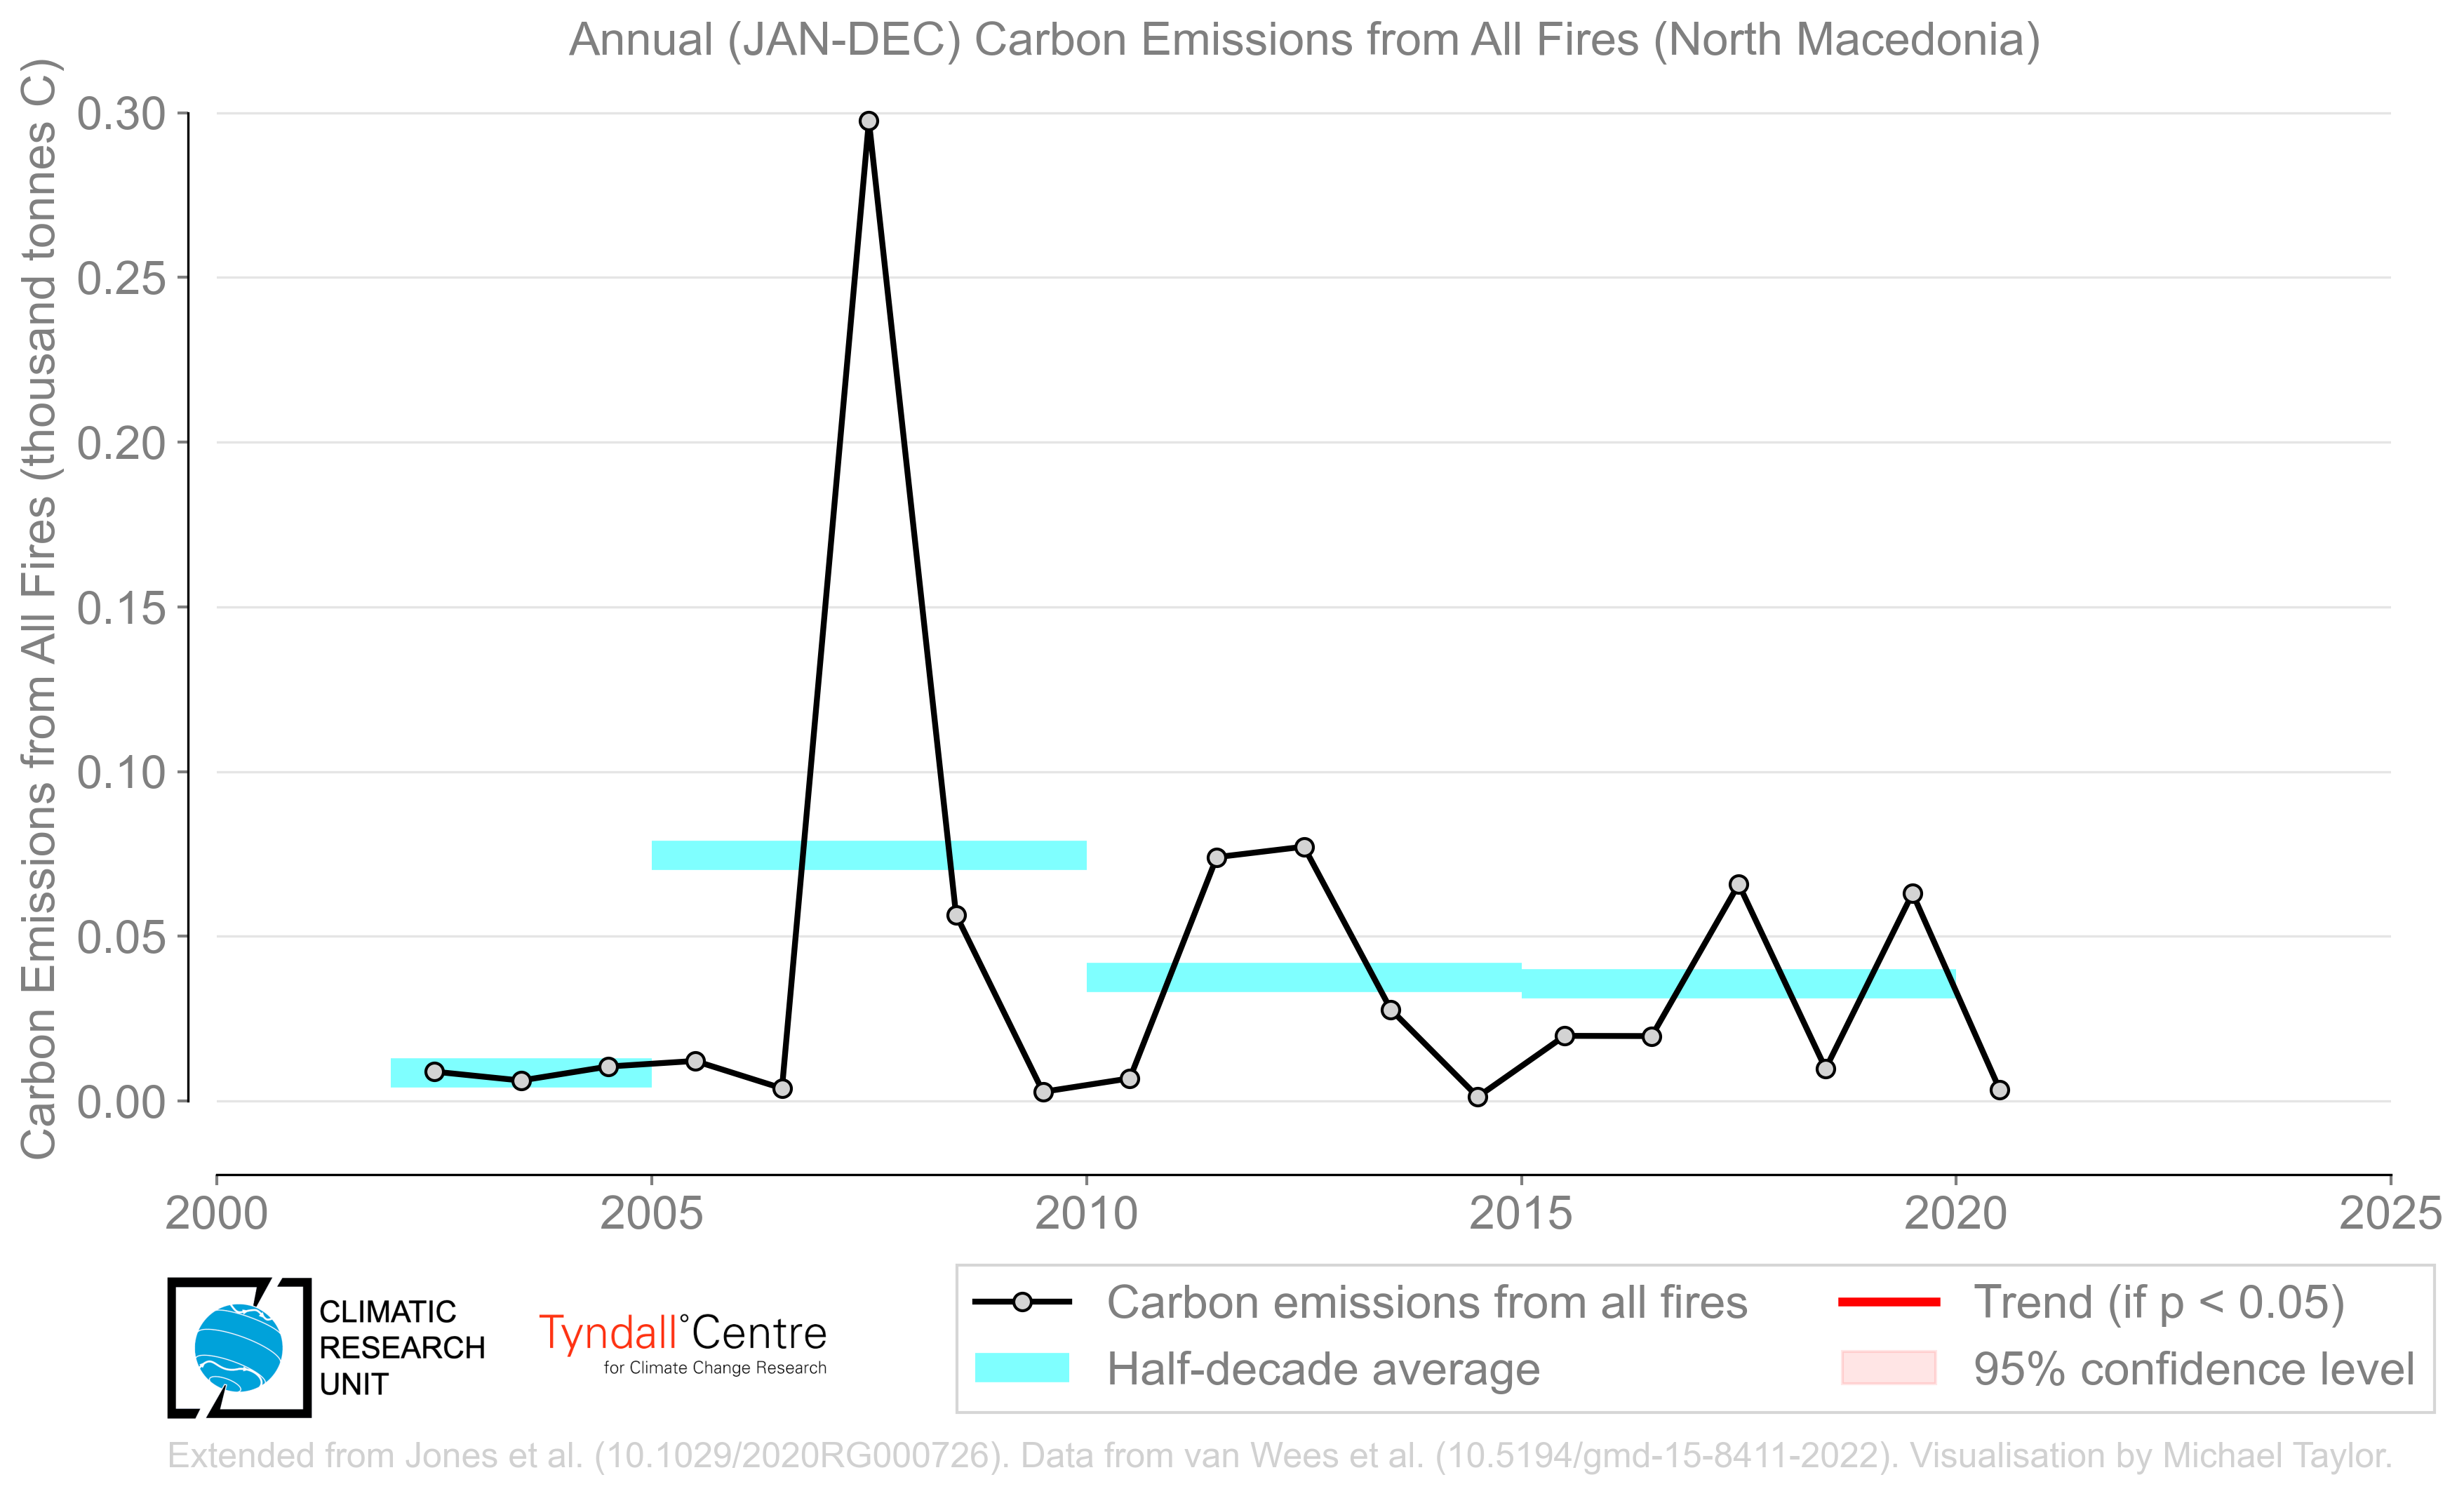 Annual (JAN-DEC) Carbon Emissions from All Fires (North Macedonia)
Carbon Emissions from All Fires (thousand tonnes C)
0.30
0.25
0.20
0.15
0.10
0.05
0.00
2000
2005
2010
2015
2020
2025
CLIMATIC
RESEARCH
UNIT
Tyndall°Centre
for Climate Change Research
Carbon emissions from all fires
Half-decade average
Trend (if p < 0.05)
95% confidence level
Extended from Jones et al. (10.1029/2020RG000726). Data from van Wees et al. (10.5194/gmd-15-8411-2022). Visualisation by Michael Taylor.